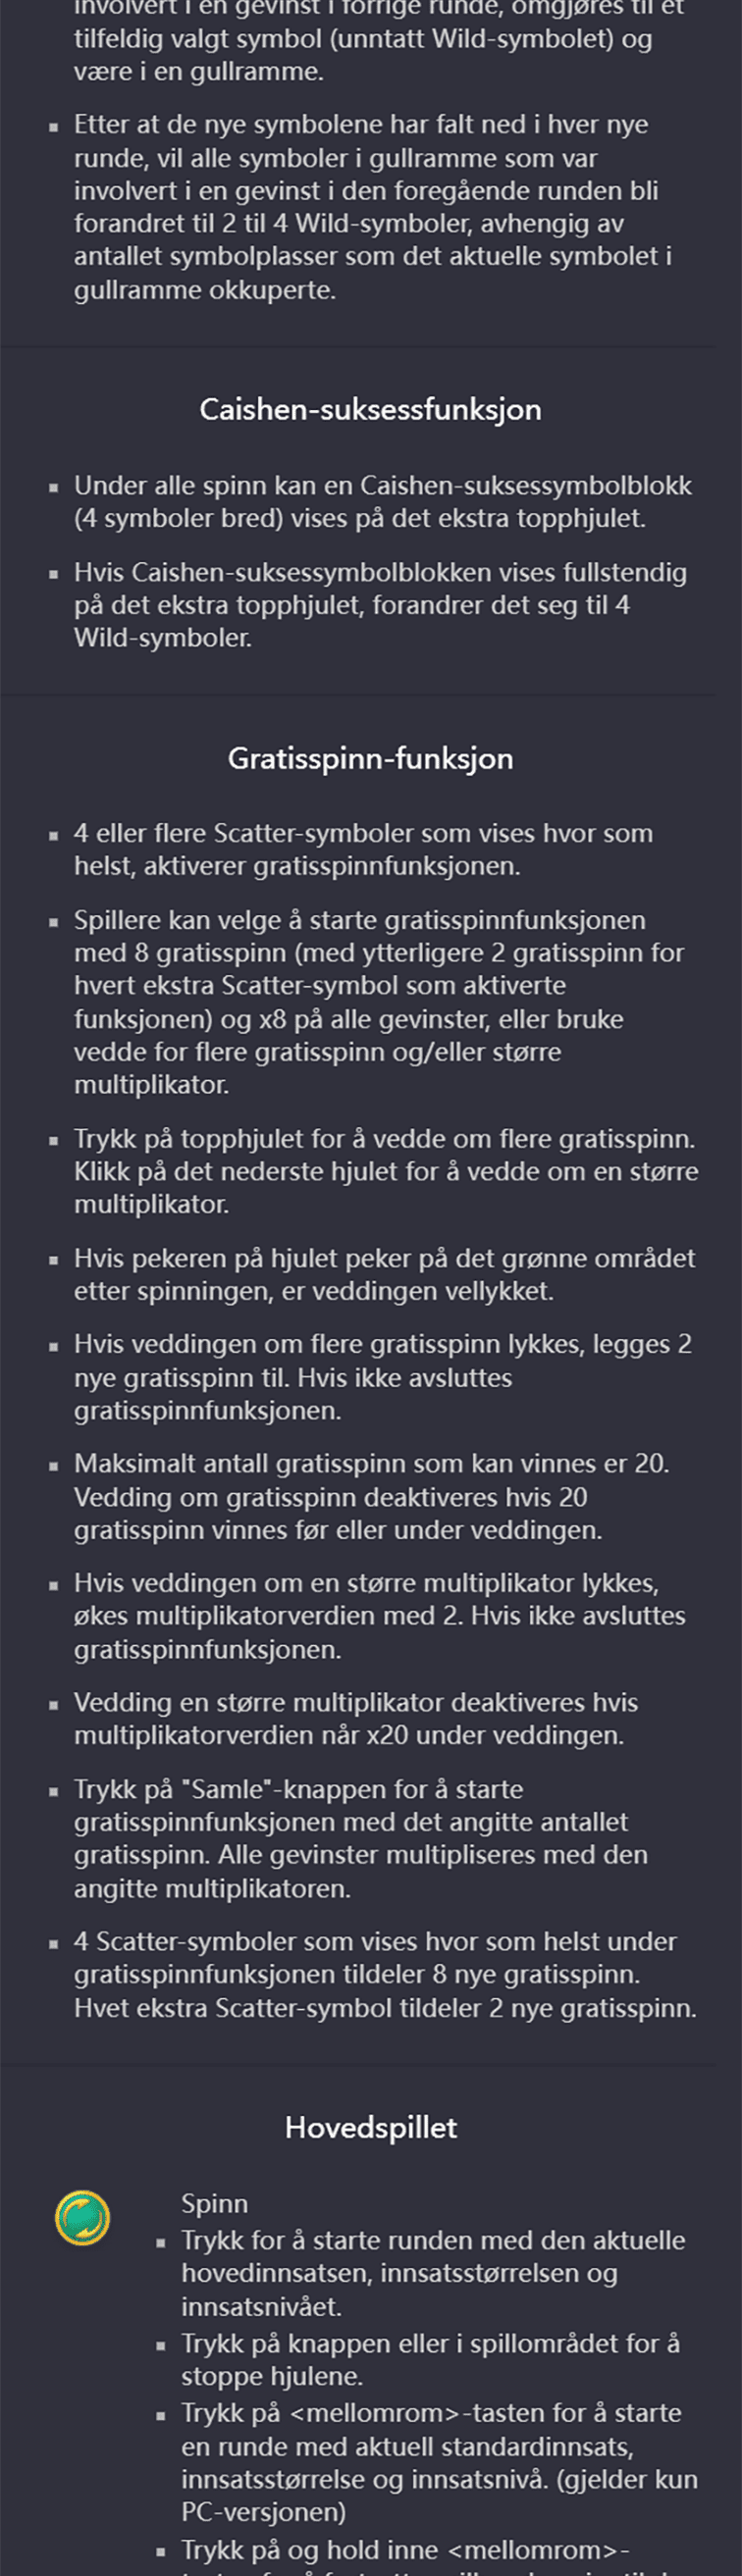 involvert i en gevinst i forrige runde, omgjøres til et
tilfeldig valgt symbol (unntatt Wild-symbolet) og
være i en gullramme.
Etter at de nye symbolene har falt ned i hver nye
runde, vil alle symboler i gullramme som var
involvert i en gevinst i den foregående runden bli
forandret til 2 til 4 Wild-symboler, avhengig av
antallet symbolplasser som det aktuelle symbolet i
gullramme okkuperte.
Caishen-suksessfunksjon
Under alle spinn kan en Caishen-suksessymbolblokk
(4 symboler bred) vises på det ekstra topphjulet.
Hvis Caishen-suksessymbolblokken vises fullstendig
på det ekstra topphjulet, forandrer det seg til 4
Wild-symboler.
Gratisspinn-funksjon
4 eller flere Scatter-symboler som vises hvor som
helst, aktiverer gratisspinnfunksjonen.
Spillere kan velge å starte gratisspinnfunksjonen
med 8 gratisspinn (med ytterligere 2 gratisspinn for
hvert ekstra Scatter-symbol som aktiverte
funksjonen) og x8 på alle gevinster, eller bruke
vedde for flere gratisspinn og/eller større
multiplikator.
Trykk på topphjulet for å vedde om flere gratisspinn.
Klikk på det nederste hjulet for å vedde om en større
multiplikator.
Hvis pekeren på hjulet peker på det grønne området
etter spinningen, er veddingen vellykket.
Hvis veddingen om flere gratisspinn lykkes, legges 2
nye gratisspinn til. Hvis ikke avsluttes
gratisspinnfunksjonen.
Maksimalt antall gratisspinn som kan vinnes er 20.
Vedding om gratisspinn deaktiveres hvis 20
gratisspinn vinnes før eller under veddingen.
Hvis veddingen om en større multiplikator lykkes,
økes multiplikatorverdien med 2. Hvis ikke avsluttes
gratisspinnfunksjonen.
Vedding en større multiplikator deaktiveres hvis
multiplikatorverdien når x20 under veddingen.
Trykk på "Samle"-knappen for å starte
gratisspinnfunksjonen med det angitte antallet
gratisspinn. Alle gevinster multipliseres med den
angitte multiplikatoren.
4 Scatter-symboler som vises hvor som helst under
gratisspinnfunksjonen tildeler 8 nye gratisspinn.
Hvet ekstra Scatter-symbol tildeler 2 nye gratisspinn.
Hovedspillet
Spinn
Trykk for å starte runden med den aktuelle
hovedinnsatsen, innsatsstørrelsen og
innsatsnivået.
Trykk på knappen eller i spillområdet for å
stoppe hjulene.
Trykk på <mellomrom>-tasten for å starte
en runde med aktuell standardinnsats,
innsatsstørrelse og innsatsnivå. (gjelder kun
PC-versjonen)
Trykk på og hold inne <mellomrom>-